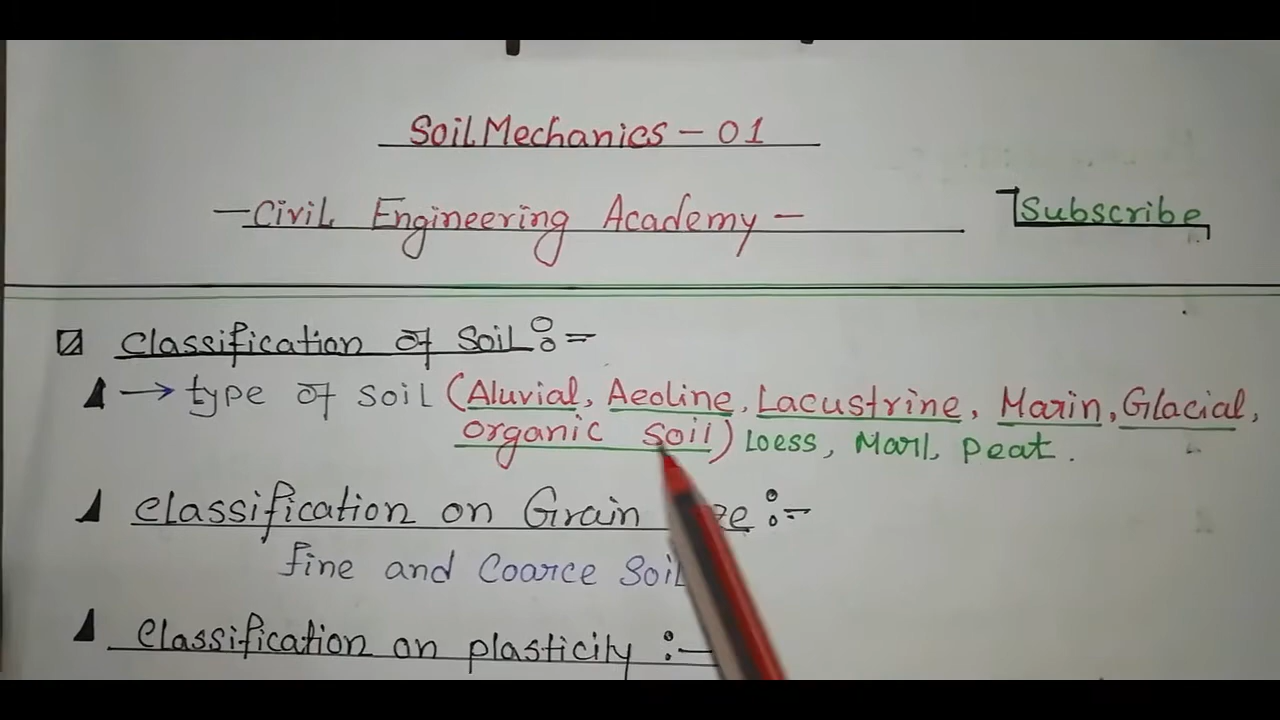 Soil Mechanics - 01
- Civil Engineering Academy -
Subscribe
Classification of Soil :-
→ type of soil (Aluvial, Aeoline, Lacustrine, Marin, Glacial,
organic soil) Loess, Marl, Peat.
Classification on Grain :-
fine and Coarce Soil
Classification on plasticity :-